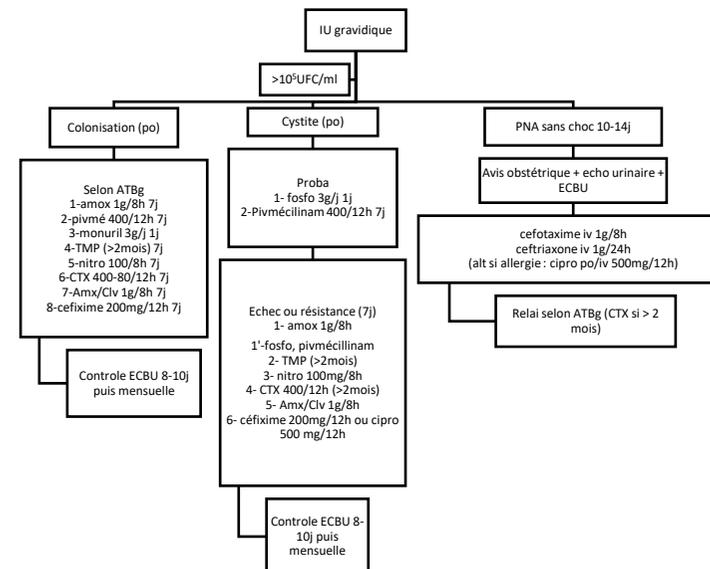 IU gravidique
>10⁵UFC/ml
Colonisation (po)
Selon ATBg
1-amox 1g/8h 7j
2-pivmé 400/12h 7j
3-monuril 3g/j 1j
4-TMP (>2mois) 7j
5-nitro 100/8h 7j
6-CTX 400-80/12h 7j
7-Amx/Clv 1g/8h 7j
8-cefixime 200mg/12h 7j
Controle ECBU 8-10j
puis mensuelle
Cystite (po)
Proba
1- fosfo 3g/j 1j
2-Pivmécilinam 400/12h 7j
Echec ou résistance (7j)
1- amox 1g/8h
1'-fosfo, pivmécillinam
2- TMP (>2mois)
3- nitro 100mg/8h
4- CTX 400/12h (>2mois)
5- Amx/Clv 1g/8h
6- céfixime 200mg/12h ou cipro
500 mg/12h
Controle ECBU 8-
10j puis
mensuelle
PNA sans choc 10-14j
Avis obstétrique + echo urinaire +
ECBU
cefotaxime iv 1g/8h
ceftriaxone iv 1g/24h
(alt si allergie : cipro po/iv 500mg/12h)
Relai selon ATBg (CTX si > 2
mois)